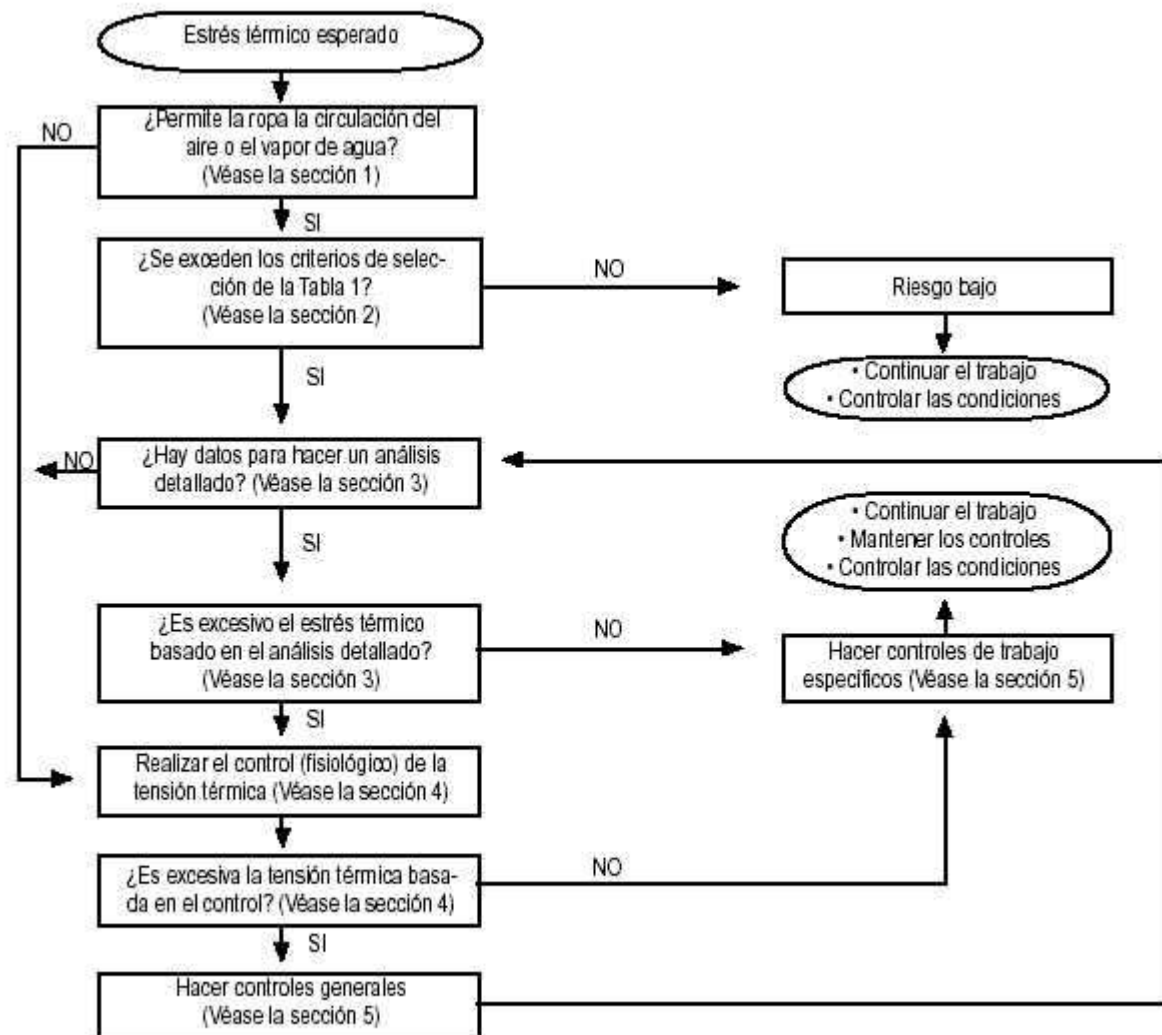 Estrés térmico esperado
NO
¿Permite la ropa la circulación del
aire o el vapor de agua?
(Véase la sección 1)
SI
¿Se exceden los criterios de selec-
ción de la Tabla 1?
(Véase la sección 2)
NO
Riesgo bajo
SI
• Continuar el trabajo
• Controlar las condiciones
NO
¿Hay datos para hacer un análisis
detallado? (Véase la sección 3)
SI
• Continuar el trabajo
• Mantener los controles
• Controlar las condiciones
¿Es excesivo el estrés térmico
basado en el análisis detallado?
(Véase la sección 3)
NO
Hacer controles de trabajo
específicos (Véase la sección 5)
SI
Realizar el control (fisiológico) de la
tensión térmica (Véase la sección 4)
¿Es excesiva la tensión térmica basa-
da en el control? (Véase la sección 4)
NO
SI
Hacer controles generales
(Véase la sección 5)